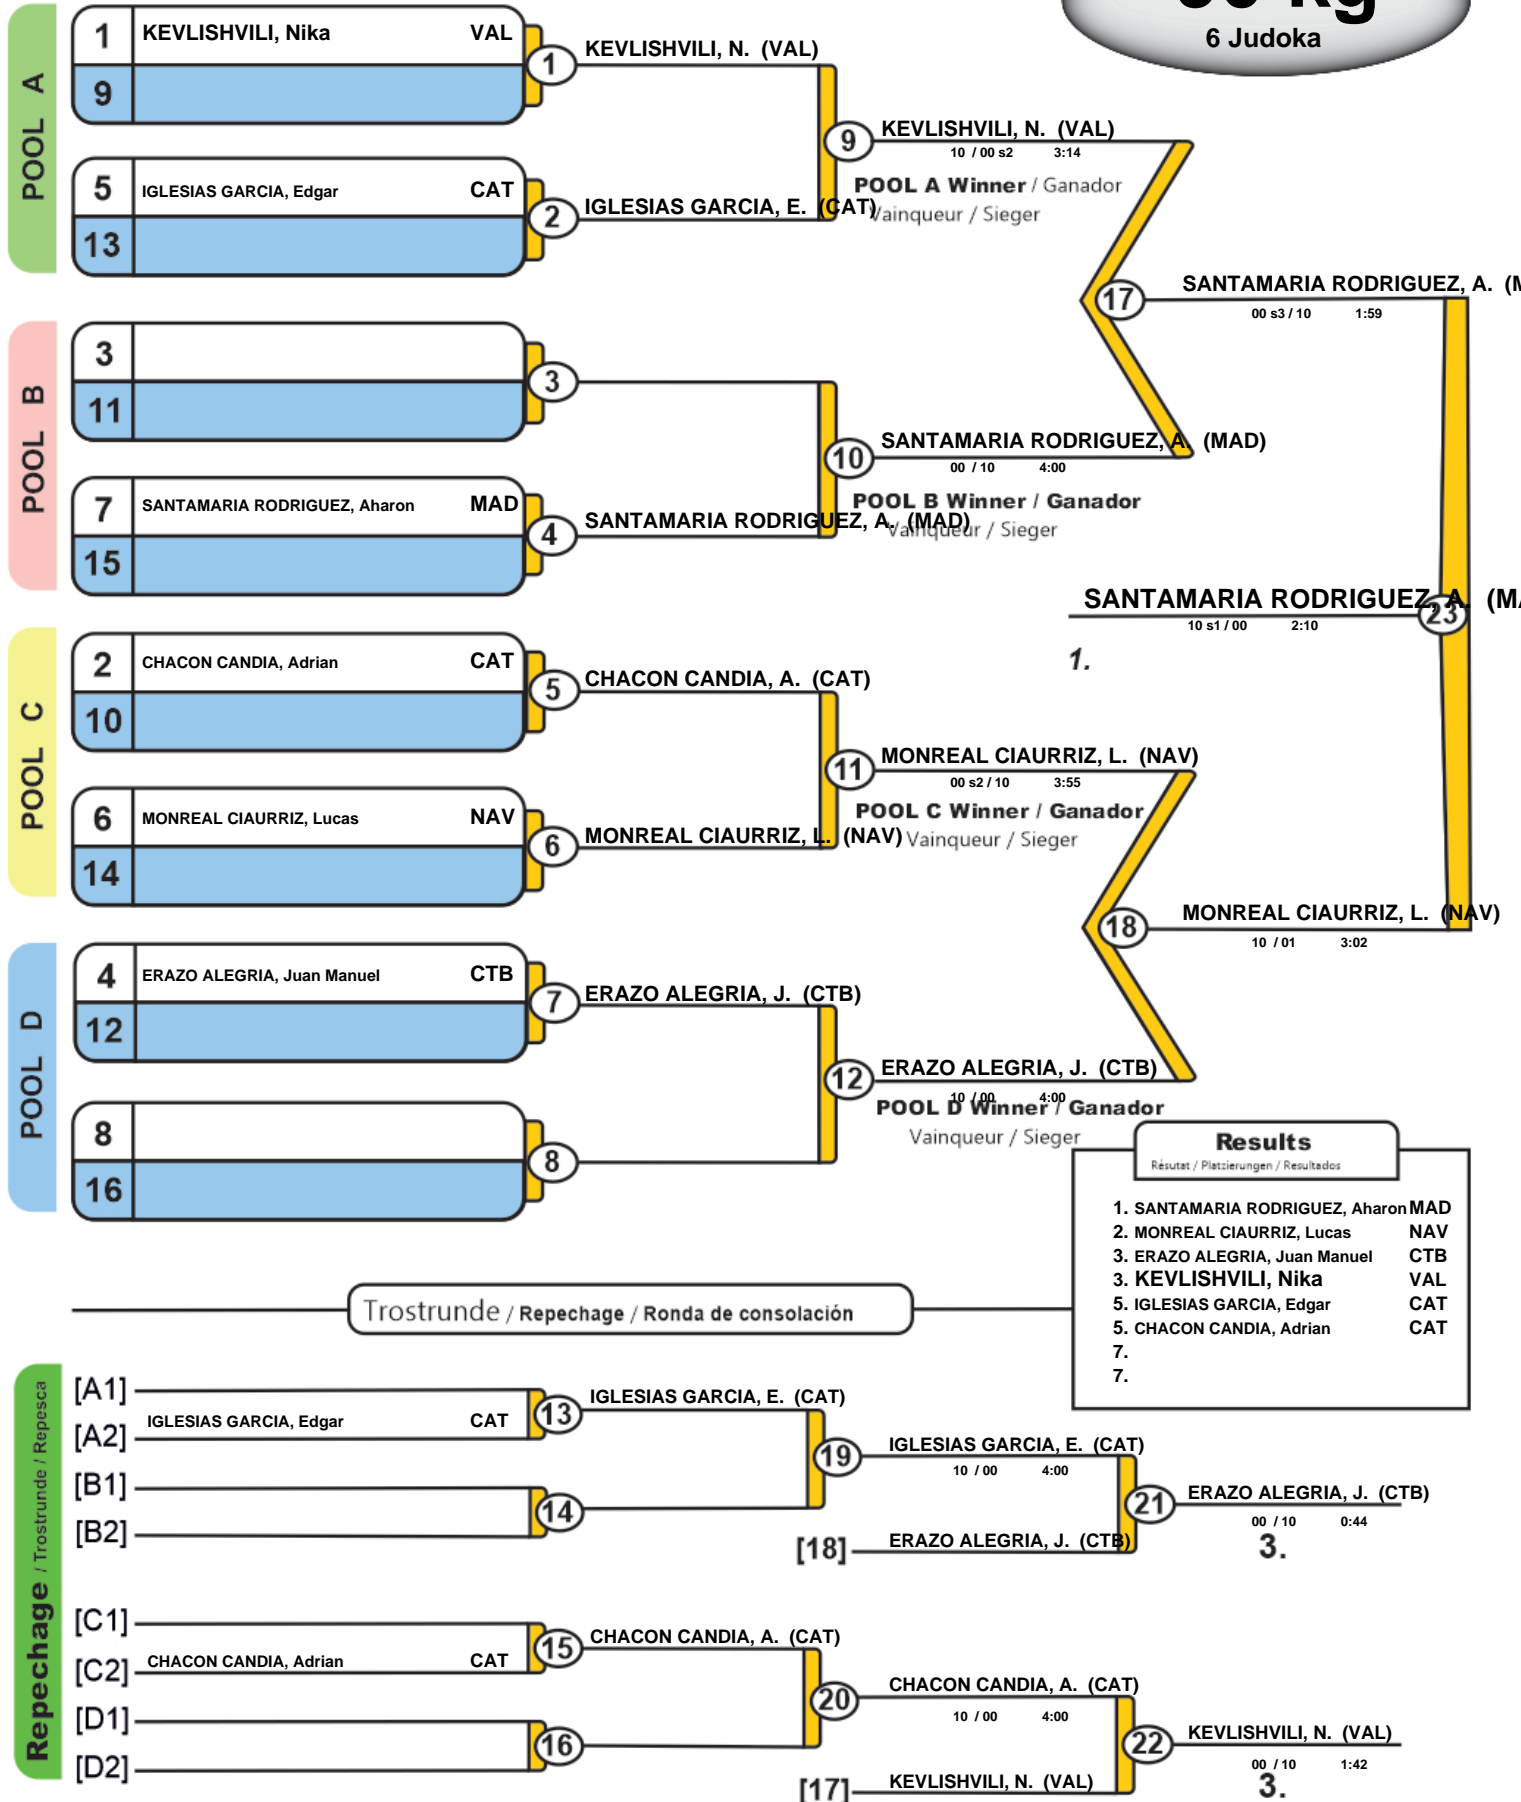 6 Judoka
POOL A
1 KEVLISHVILI, Nika VAL
9
5 IGLESIAS GARCIA, Edgar CAT
13
1 KEVLISHVILI, N. (VAL)
2 IGLESIAS GARCIA, E. (CAT)
9 KEVLISHVILI, N. (VAL)
10 / 00 s2 3:14
POOL A Winner / Ganador
Vainqueur / Sieger
POOL B
3
11
7 SANTAMARIA RODRIGUEZ, Aharon MAD
15
3
4 SANTAMARIA RODRIGUEZ, A. (MAD)
10 SANTAMARIA RODRIGUEZ, A. (MAD)
00 / 10 4:00
POOL B Winner / Ganador
Vainqueur / Sieger
17 SANTAMARIA RODRIGUEZ, A.
00 s3 / 10 1:59
SANTAMARIA RODRIGUEZ, A. 23
10 s1 / 00 2:10
1.
POOL C
2 CHACON CANDIA, Adrian CAT
10
6 MONREAL CIAURRIZ, Lucas NAV
14
5 CHACON CANDIA, A. (CAT)
6 MONREAL CIAURRIZ, L. (NAV)
11 MONREAL CIAURRIZ, L. (NAV)
00 s2 / 10 3:55
POOL C Winner / Ganador
Vainqueur / Sieger
18 MONREAL CIAURRIZ, L. (NAV)
10 / 01 3:02
POOL D
4 ERAZO ALEGRIA, Juan Manuel CTB
12
8
16
7 ERAZO ALEGRIA, J. (CTB)
8
12 ERAZO ALEGRIA, J. (CTB)
10 / 00 4:00
POOL D Winner / Ganador
Vainqueur / Sieger
Results
Résutat / Platzierungen / Resultados
1. SANTAMARIA RODRIGUEZ, Aharon MAD
2. MONREAL CIAURRIZ, Lucas NAV
3. ERAZO ALEGRIA, Juan Manuel CTB
3. KEVLISHVILI, Nika VAL
5. IGLESIAS GARCIA, Edgar CAT
5. CHACON CANDIA, Adrian CAT
7.
7.
Trostrunde / Repechage / Ronda de consolación
Repechage / Trostrunde / Repesca
[A1]
[A2] IGLESIAS GARCIA, Edgar CAT
[B1]
[B2]
13 IGLESIAS GARCIA, E. (CAT)
14
19 IGLESIAS GARCIA, E. (CAT)
10 / 00 4:00
[18] ERAZO ALEGRIA, J. (CTB)
21 ERAZO ALEGRIA, J. (CTB)
00 / 10 0:44
3.
[C1]
[C2] CHACON CANDIA, Adrian CAT
[D1]
[D2]
15 CHACON CANDIA, A. (CAT)
16
20 CHACON CANDIA, A. (CAT)
10 / 00 4:00
[17] KEVLISHVILI, N. (VAL)
22 KEVLISHVILI, N. (VAL)
00 / 10 1:42
3.